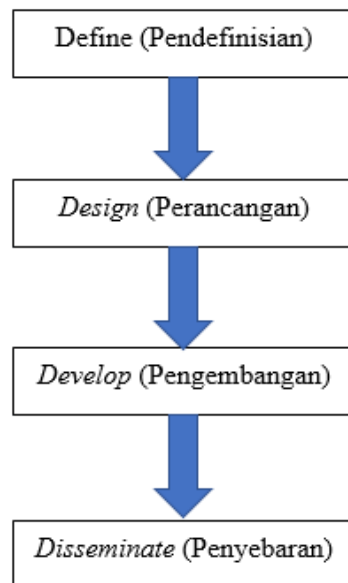 Define (Pendefinisian)
Design (Perancangan)
Develop (Pengembangan)
Disseminate (Penyebaran)